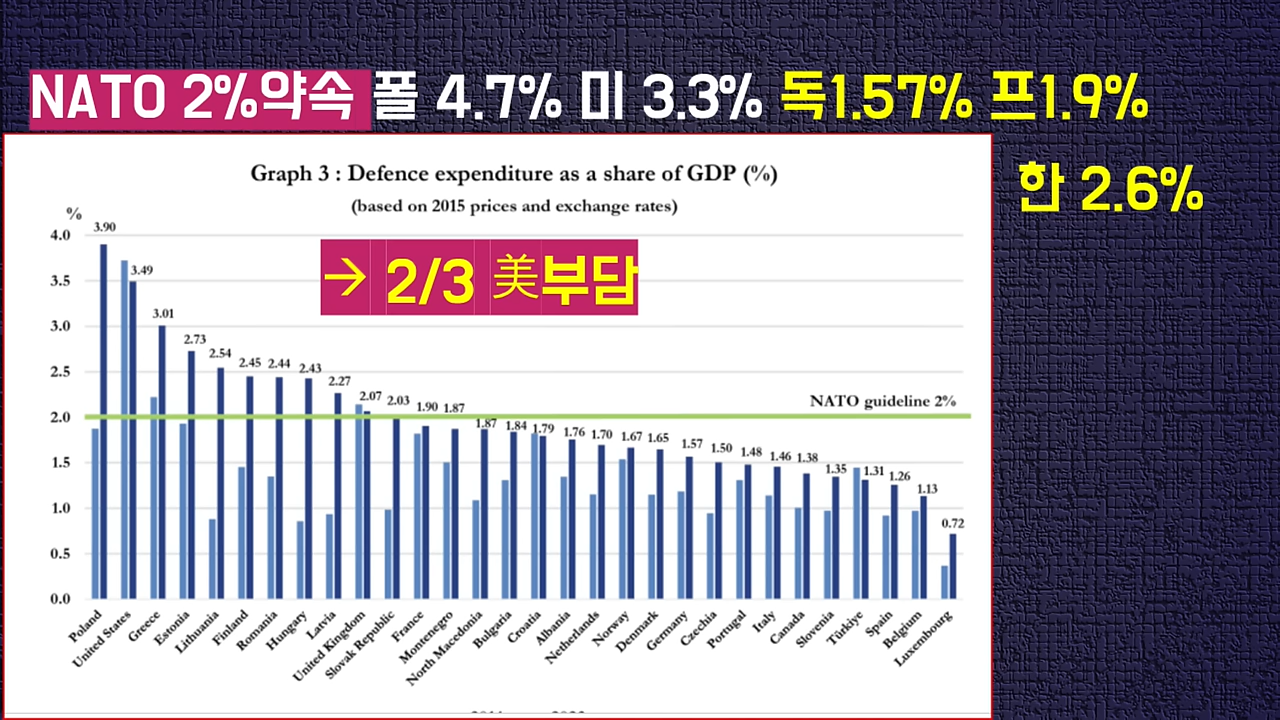 NATO 2%약속 폴 4.7% 미 3.3% 독1.57% 프1.9%
한 2.6%
Graph 3 : Defence expenditure as a share of GDP (%)
(based on 2015 prices and exchange rates)
→ 2/3 美부담
%
4.0
3.5
3.0
2.5
2.0
1.5
1.0
0.5
0.0
3.90
3.49
3.01
2.73
2.54
2.45
2.44
2.43
2.27
2.07
2.03
1.90
1.87
1.87
1.84
1.79
1.76
1.70
1.67
1.65
1.57
1.50
1.48
1.46
1.38
1.35
1.31
1.26
1.13
0.72
NATO guideline 2%
Poland
United States
Greece
Estonia
Lithuania
Finland
Romania
Hungary
Latvia
United Kingdom
Slovak Republic
France
Montenegro
North Macedonia
Bulgaria
Croatia
Albania
Netherlands
Norway
Denmark
Germany
Czechia
Portugal
Italy
Canada
Slovenia
Türkiye
Spain
Belgium
Luxembourg